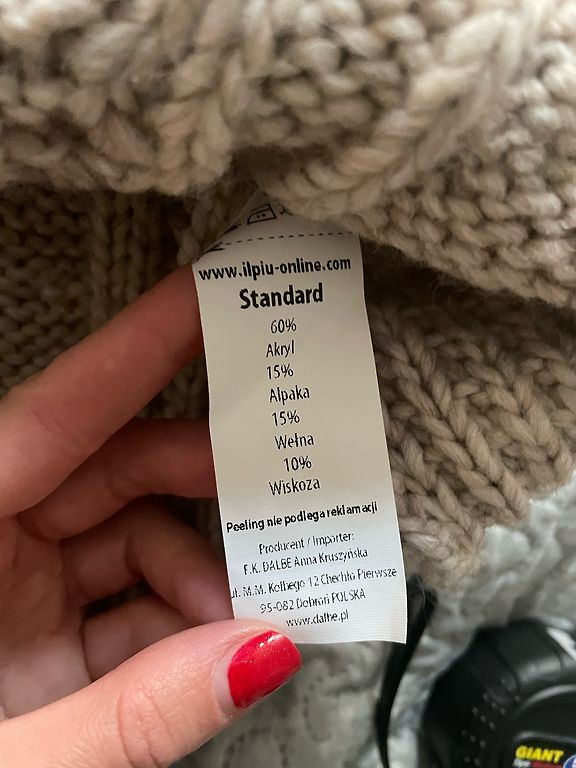 www.ilpiu-online.com
Standard
60%
Akryl
15%
Alpaka
15%
Wełna
10%
Wiskoza
Peeling nie podlega reklamacji
Producent / Importer:
F.K. DALBE Anna Kruszyńska
ul. M.M. Kolbego 12 Chechło Pierwsze
95-082 Dobroń POLSKA
www.dalbe.pl
GIANT